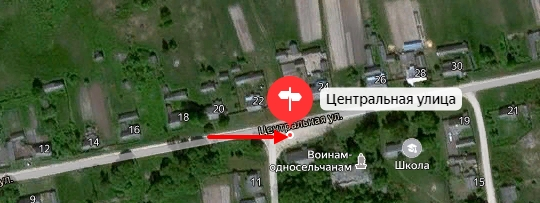 30
28
26
24
Центральная улица
22
20
18
16
14
12
Центральная ул.
21
19
Воинам-
односельчанам
Школа
ул.
11
15
9